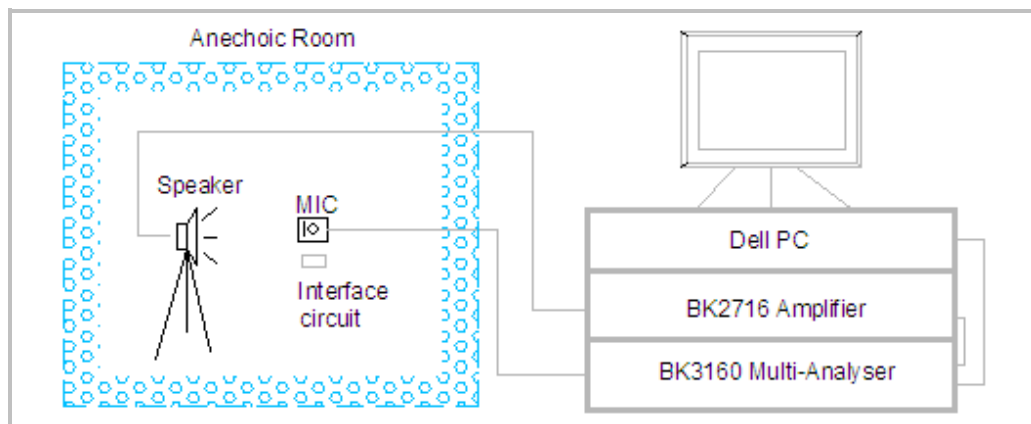 Anechoic Room
Speaker
MIC
Interface
circuit
Dell PC
BK2716 Amplifier
BK3160 Multi-Analyser